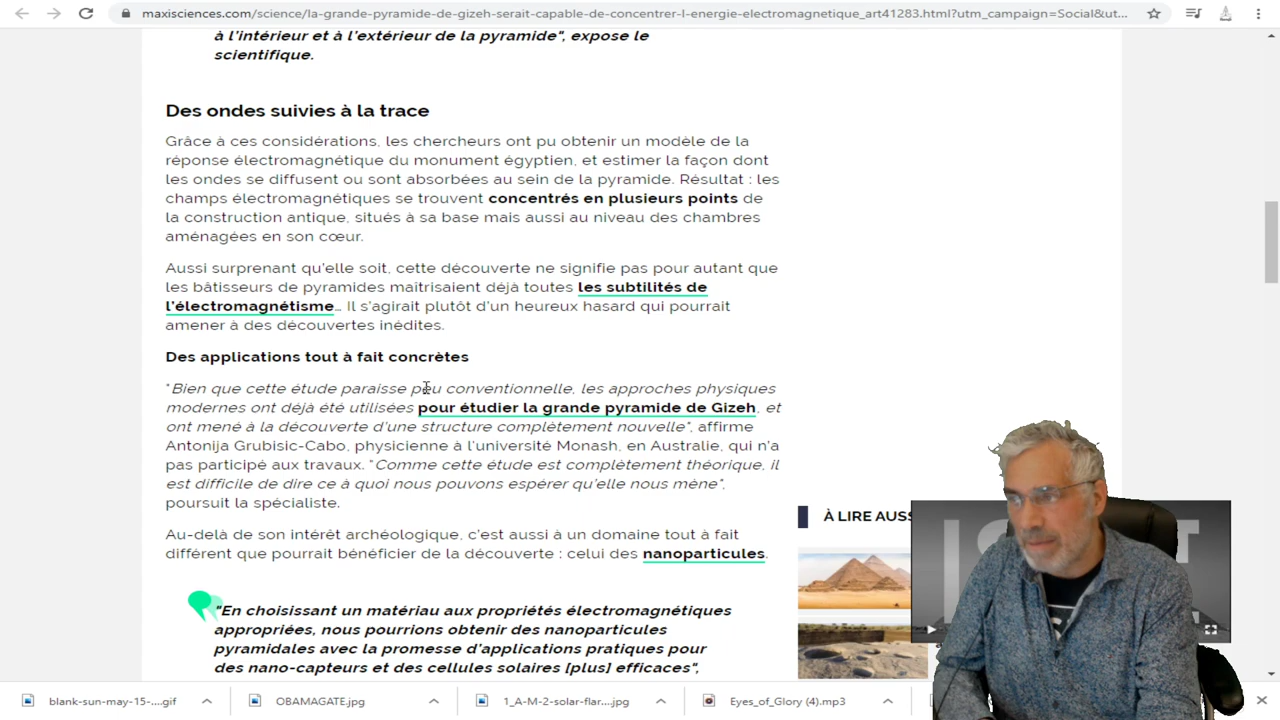 maxisciences.com/science/la-grande-pyramide-de-gizeh-serait-capable-de-concentrer-l-energie-electromagnetique_art41283.html?utm_campaign=Social&ut...
à l'intérieur et à l'extérieur de la pyramide", expose le
scientifique.
Des ondes suivies à la trace
Grâce à ces considérations, les chercheurs ont pu obtenir un modèle de la
réponse électromagnétique du monument égyptien, et estimer la façon dont
les ondes se diffusent ou sont absorbées au sein de la pyramide. Résultat : les
champs électromagnétiques se trouvent concentrés en plusieurs points de
la construction antique, situés à sa base mais aussi au niveau des chambres
aménagées en son cœur.
Aussi surprenant qu'elle soit, cette découverte ne signifie pas pour autant que
les bâtisseurs de pyramides maîtrisaient déjà toutes les subtilités de
l'électromagnétisme... Il s'agirait plutôt d'un heureux hasard qui pourrait
amener à des découvertes inédites.
Des applications tout à fait concrètes
"Bien que cette étude paraisse peu conventionnelle, les approches physiques
modernes ont déjà été utilisées pour étudier la grande pyramide de Gizeh, et
ont mené à la découverte d'une structure complètement nouvelle", affirme
Antonija Grubisic-Cabo, physicienne à l'université Monash, en Australie, qui n'a
pas participé aux travaux. "Comme cette étude est complètement théorique, il
est difficile de dire ce à quoi nous pouvons espérer qu'elle nous mène",
poursuit la spécialiste.
Au-delà de son intérêt archéologique, c'est aussi à un domaine tout à fait
différent que pourrait bénéficier de la découverte : celui des nanoparticules.
À LIRE AUSS
"En choisissant un matériau aux propriétés électromagnétiques
appropriées, nous pourrions obtenir des nanoparticules
pyramidales avec la promesse d'applications pratiques pour
des nano-capteurs et des cellules solaires [plus] efficaces",
blank-sun-may-15-....gif
OBAMAGATE.jpg
1_A-M-2-solar-flar....jpg
Eyes_of_Glory (4).mp3